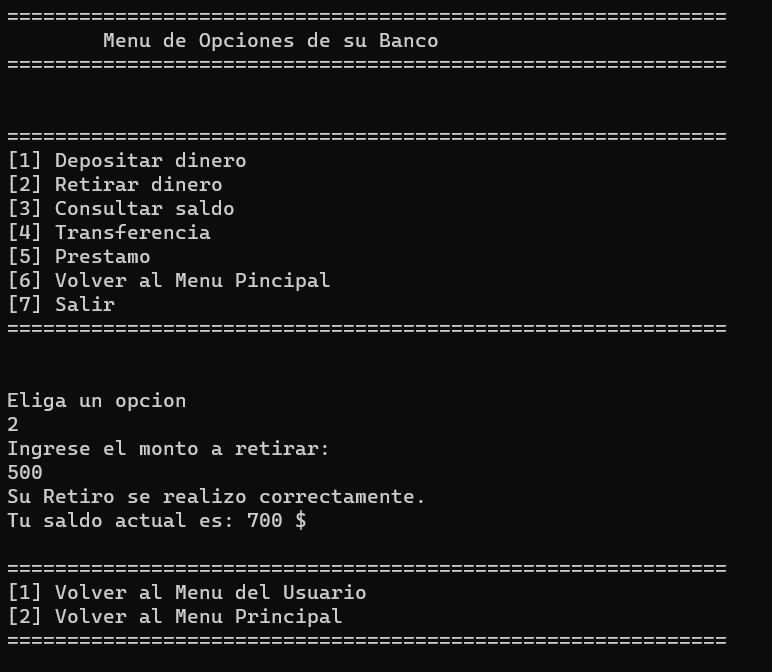 ============================================================
Menu de Opciones de su Banco
============================================================
============================================================
[1] Depositar dinero
[2] Retirar dinero
[3] Consultar saldo
[4] Transferencia
[5] Prestamo
[6] Volver al Menu Pincipal
[7] Salir
============================================================
Eliga un opcion
2
Ingrese el monto a retirar:
500
Su Retiro se realizo correctamente.
Tu saldo actual es: 700 $
============================================================
[1] Volver al Menu del Usuario
[2] Volver al Menu Principal
============================================================